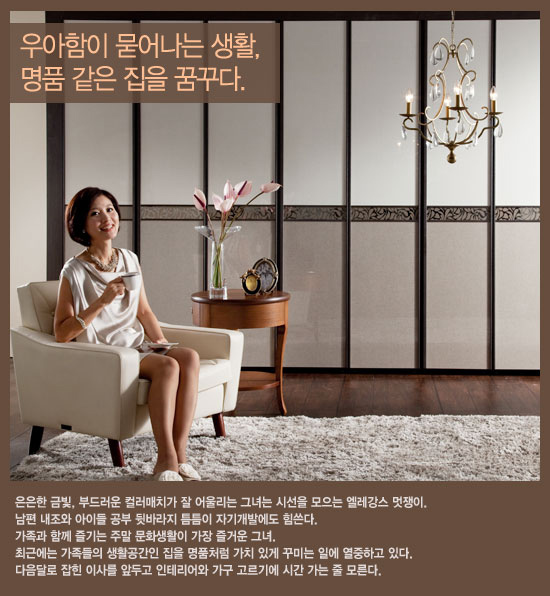 우아함이 묻어나는 생활,
명품 같은 집을 꿈꾸다.
은은한 금빛, 부드러운 컬러매치가 잘 어울리는 그녀는 시선을 모으는 엘레강스 멋쟁이.
남편 내조와 아이들 공부 뒷바라지 틈틈이 자기개발에도 힘쓴다.
가족과 함께 즐기는 주말 문화생활이 가장 즐거운 그녀.
최근에는 가족들의 생활공간인 집을 명품처럼 가치 있게 꾸미는 일에 열중하고 있다.
다음달로 잡힌 이사를 앞두고 인테리어와 가구 고르기에 시간 가는 줄 모른다.